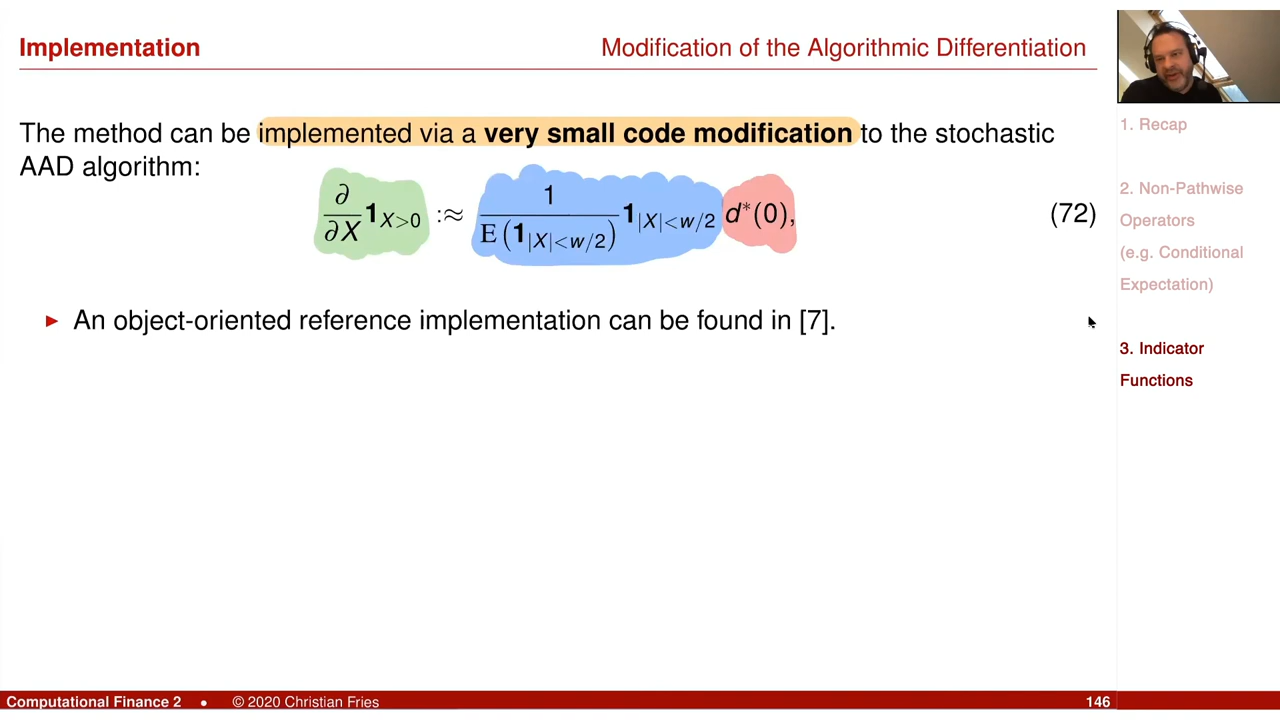 Implementation
Modification of the Algorithmic Differentiation
The method can be implemented via a very small code modification to the stochastic
AAD algorithm:
∂/∂X 1_{X>0} :≈ 1/E(1_{|X|<w/2}) 1_{|X|<w/2} d*(0), (72)
► An object-oriented reference implementation can be found in [7].
1. Recap
2. Non-Pathwise
Operators
(e.g. Conditional
Expectation)
3. Indicator
Functions
Computational Finance 2 • © 2020 Christian Fries
146